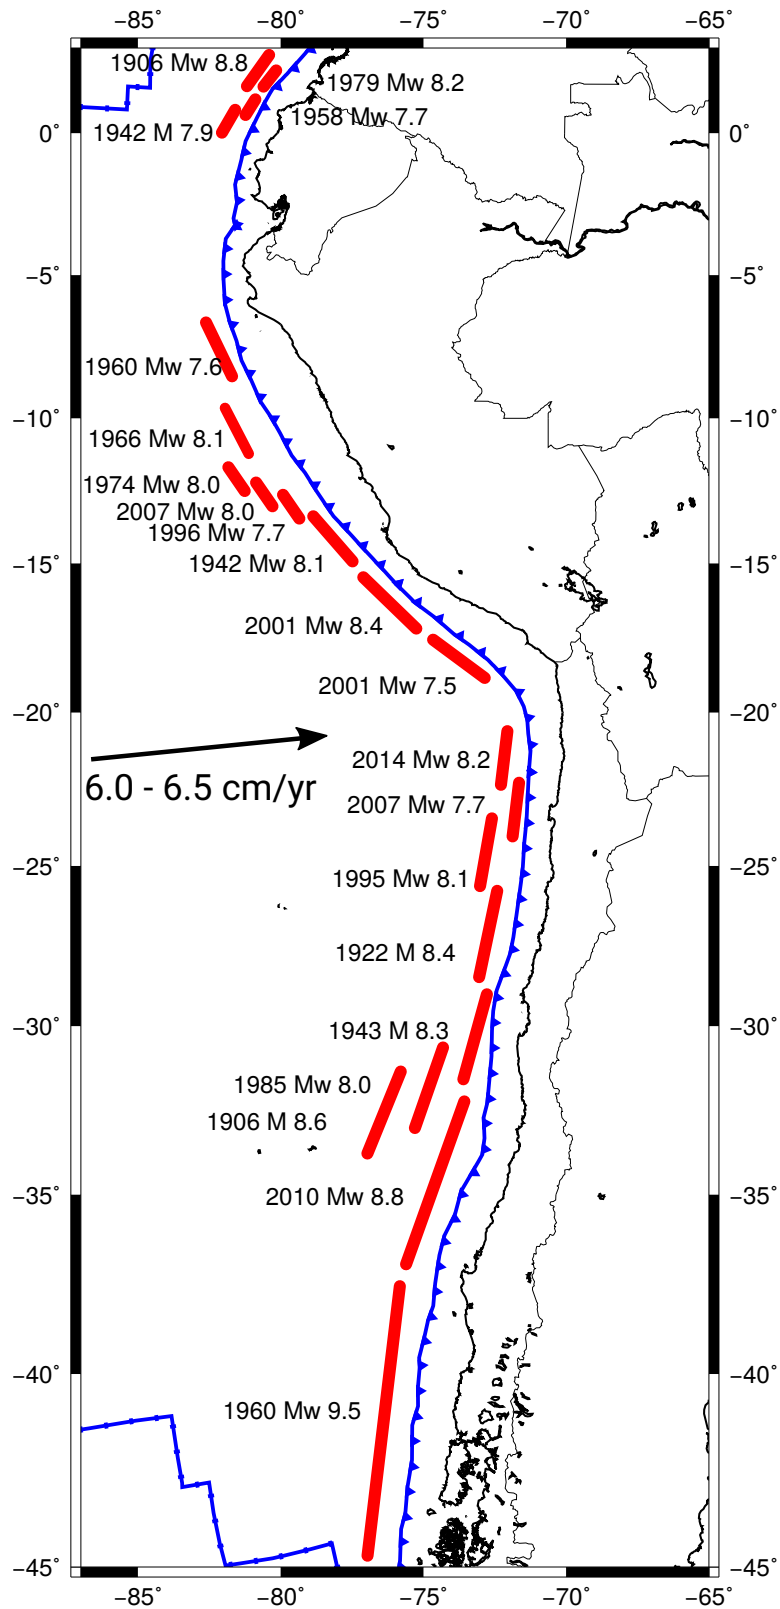 −85˚ −80˚ −75˚ −70˚ −65˚
1906 Mw 8.8
1979 Mw 8.2
1958 Mw 7.7
1942 M 7.9
0˚ 0˚
−5˚ −5˚
1960 Mw 7.6
−10˚ −10˚
1966 Mw 8.1
1974 Mw 8.0
2007 Mw 8.0
1996 Mw 7.7
1942 Mw 8.1
−15˚ −15˚
2001 Mw 8.4
2001 Mw 7.5
−20˚ −20˚
2014 Mw 8.2
6.0 - 6.5 cm/yr
2007 Mw 7.7
−25˚ −25˚
1995 Mw 8.1
1922 M 8.4
−30˚ −30˚
1943 M 8.3
1985 Mw 8.0
1906 M 8.6
−35˚ −35˚
2010 Mw 8.8
−40˚ −40˚
1960 Mw 9.5
−45˚ −45˚
−85˚ −80˚ −75˚ −70˚ −65˚